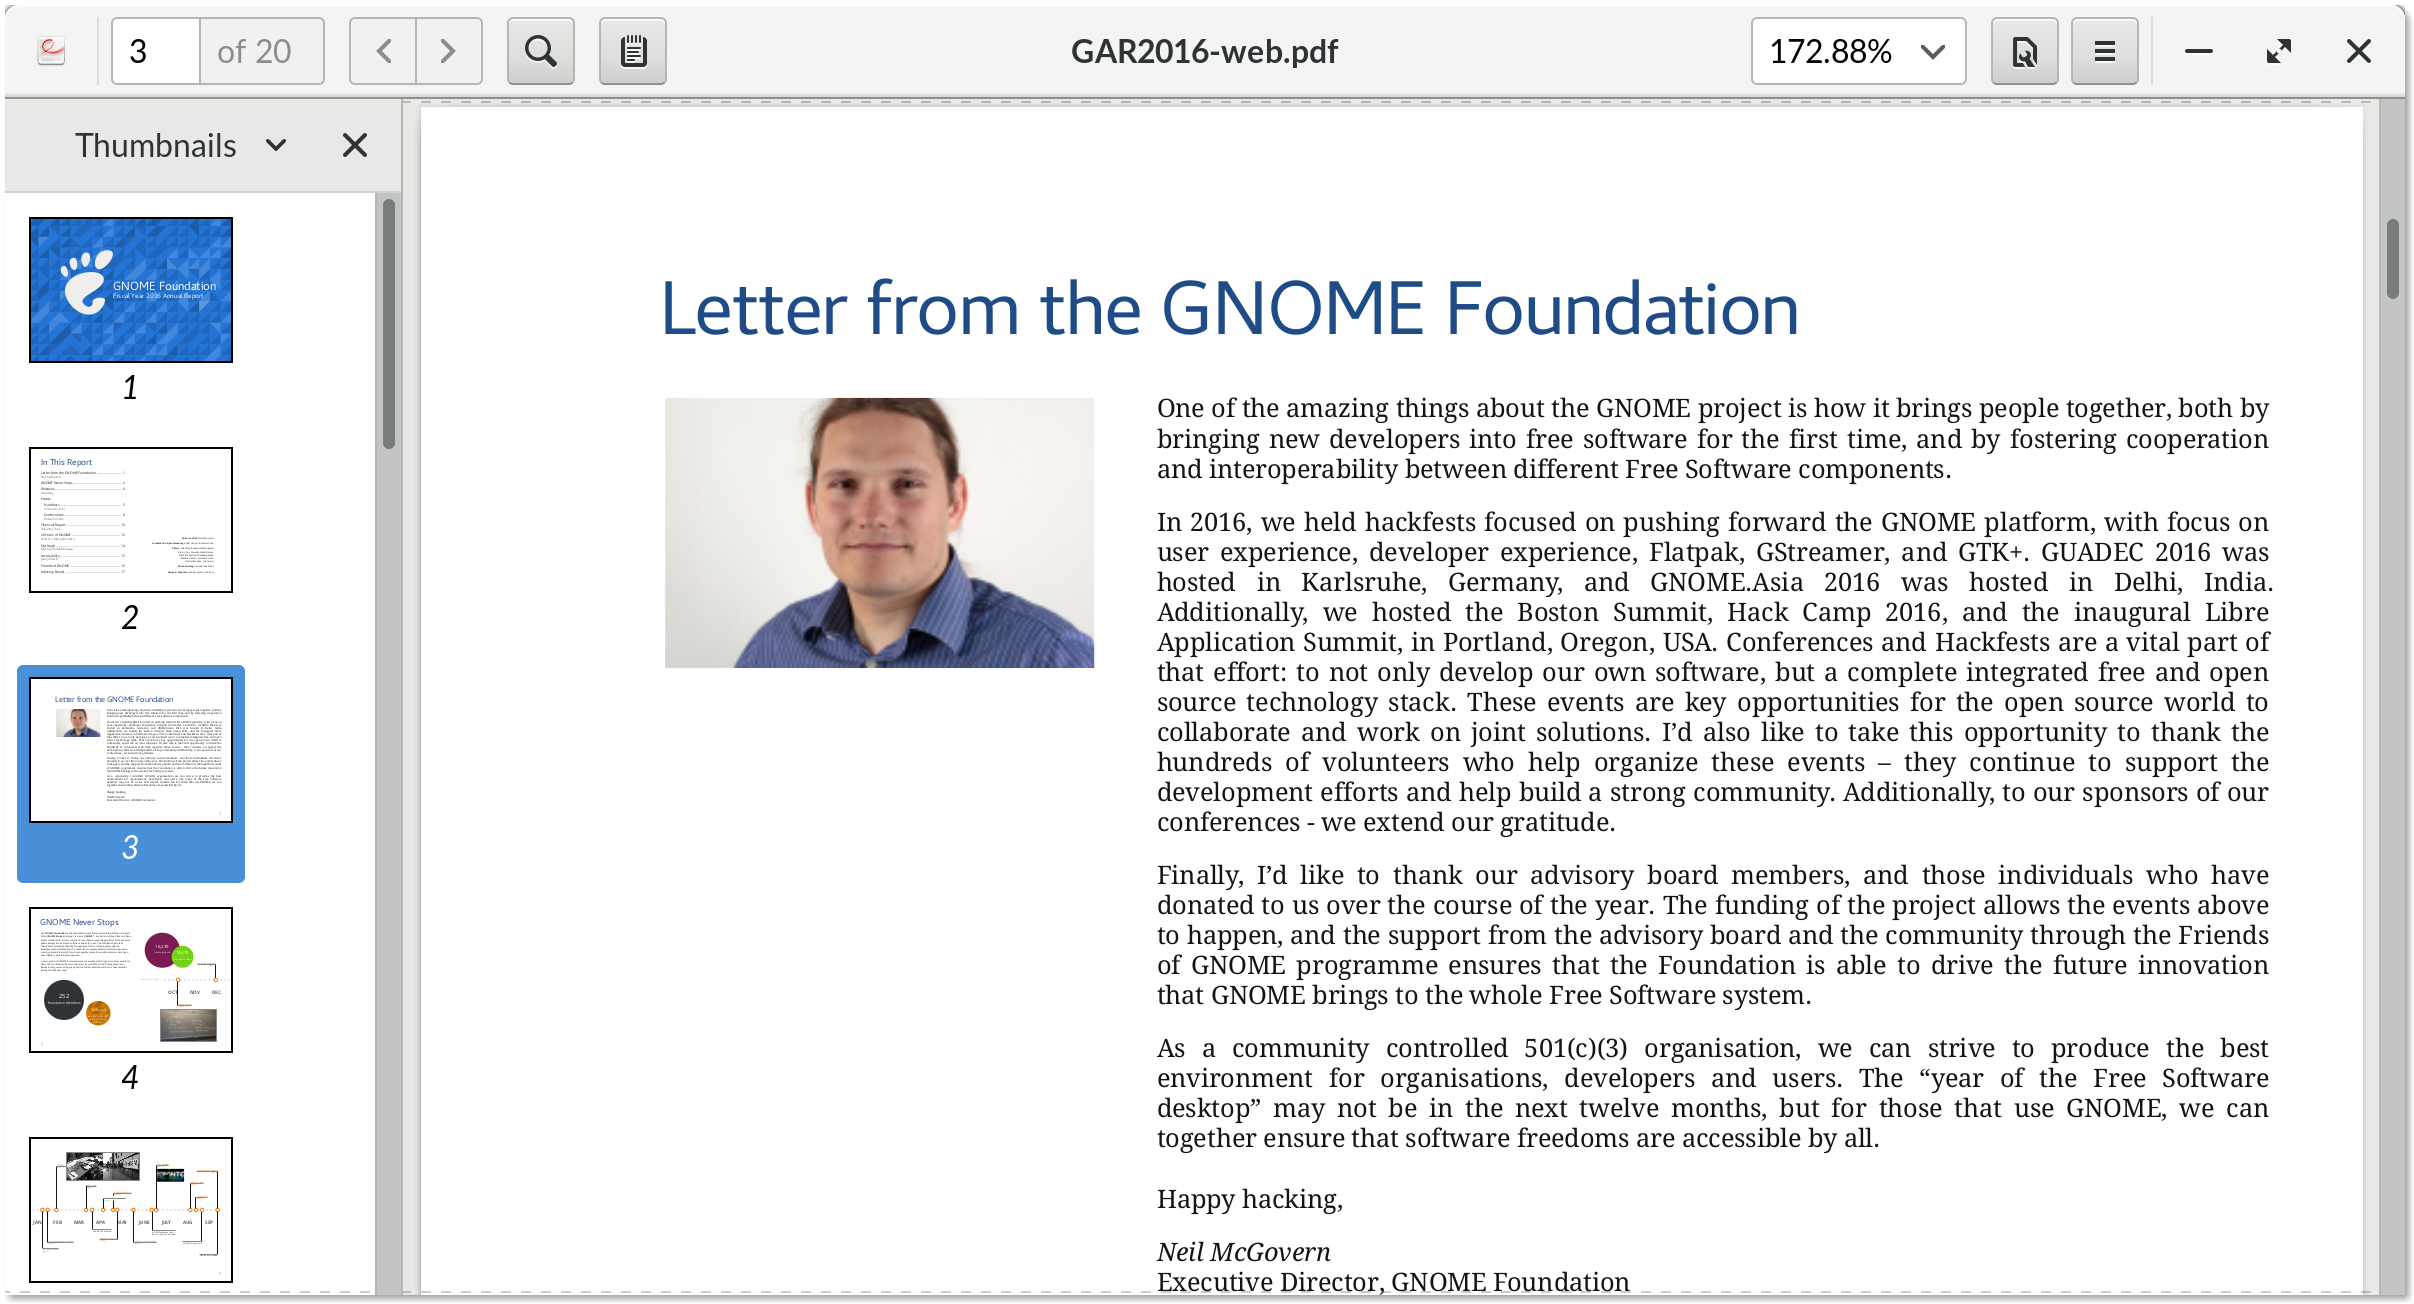 3 of 20
GAR2016-web.pdf
172.88%
Thumbnails
GNOME Foundation
Fiscal Year 2016 Annual Report
1
In This Report
2
Letter from the GNOME Foundation
3
GNOME Never Stops
252
Foundation Members
OCT NOV DEC
4
JAN FEB MAR APR MAY JUNE JULY AUG SEP
Letter from the GNOME Foundation
One of the amazing things about the GNOME project is how it brings people together, both by
bringing new developers into free software for the first time, and by fostering cooperation
and interoperability between different Free Software components.
In 2016, we held hackfests focused on pushing forward the GNOME platform, with focus on
user experience, developer experience, Flatpak, GStreamer, and GTK+. GUADEC 2016 was
hosted in Karlsruhe, Germany, and GNOME.Asia 2016 was hosted in Delhi, India.
Additionally, we hosted the Boston Summit, Hack Camp 2016, and the inaugural Libre
Application Summit, in Portland, Oregon, USA. Conferences and Hackfests are a vital part of
that effort: to not only develop our own software, but a complete integrated free and open
source technology stack. These events are key opportunities for the open source world to
collaborate and work on joint solutions. I’d also like to take this opportunity to thank the
hundreds of volunteers who help organize these events – they continue to support the
development efforts and help build a strong community. Additionally, to our sponsors of our
conferences - we extend our gratitude.
Finally, I’d like to thank our advisory board members, and those individuals who have
donated to us over the course of the year. The funding of the project allows the events above
to happen, and the support from the advisory board and the community through the Friends
of GNOME programme ensures that the Foundation is able to drive the future innovation
that GNOME brings to the whole Free Software system.
As a community controlled 501(c)(3) organisation, we can strive to produce the best
environment for organisations, developers and users. The “year of the Free Software
desktop” may not be in the next twelve months, but for those that use GNOME, we can
together ensure that software freedoms are accessible by all.
Happy hacking,
Neil McGovern
Executive Director, GNOME Foundation